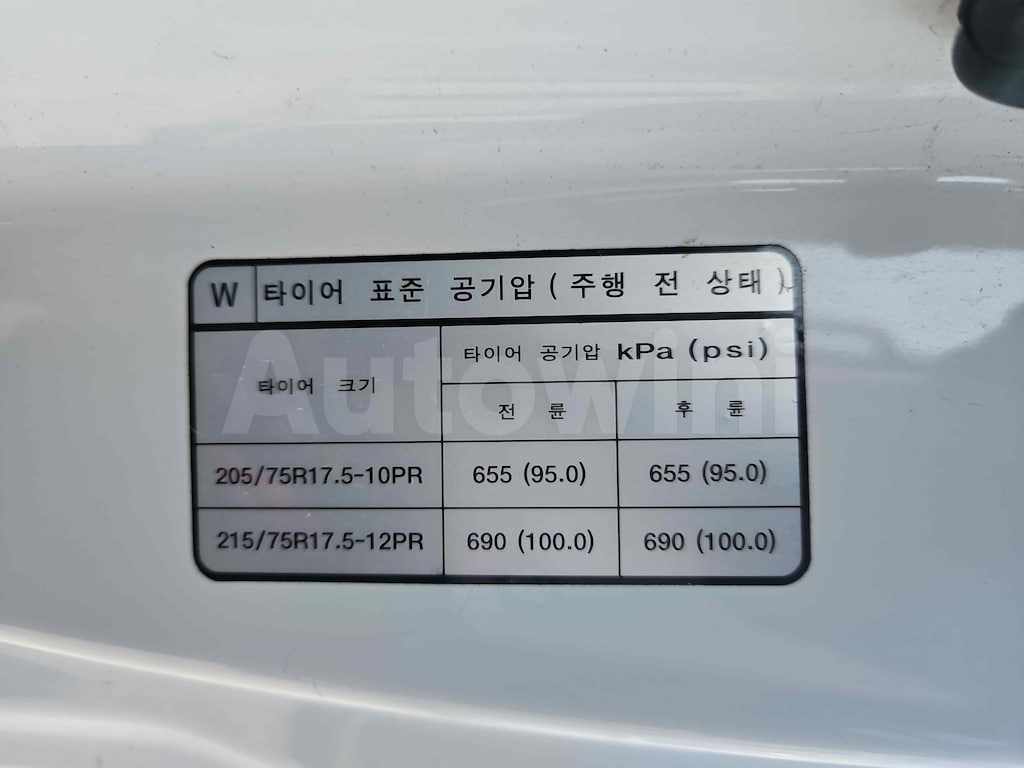 W 타이어 표준 공기압 ( 주행 전 상태 )
타이어 크기
타이어 공기압 kPa (psi)
전 륜 후 륜
205/75R17.5-10PR 655 (95.0) 655 (95.0)
215/75R17.5-12PR 690 (100.0) 690 (100.0)
Autowini